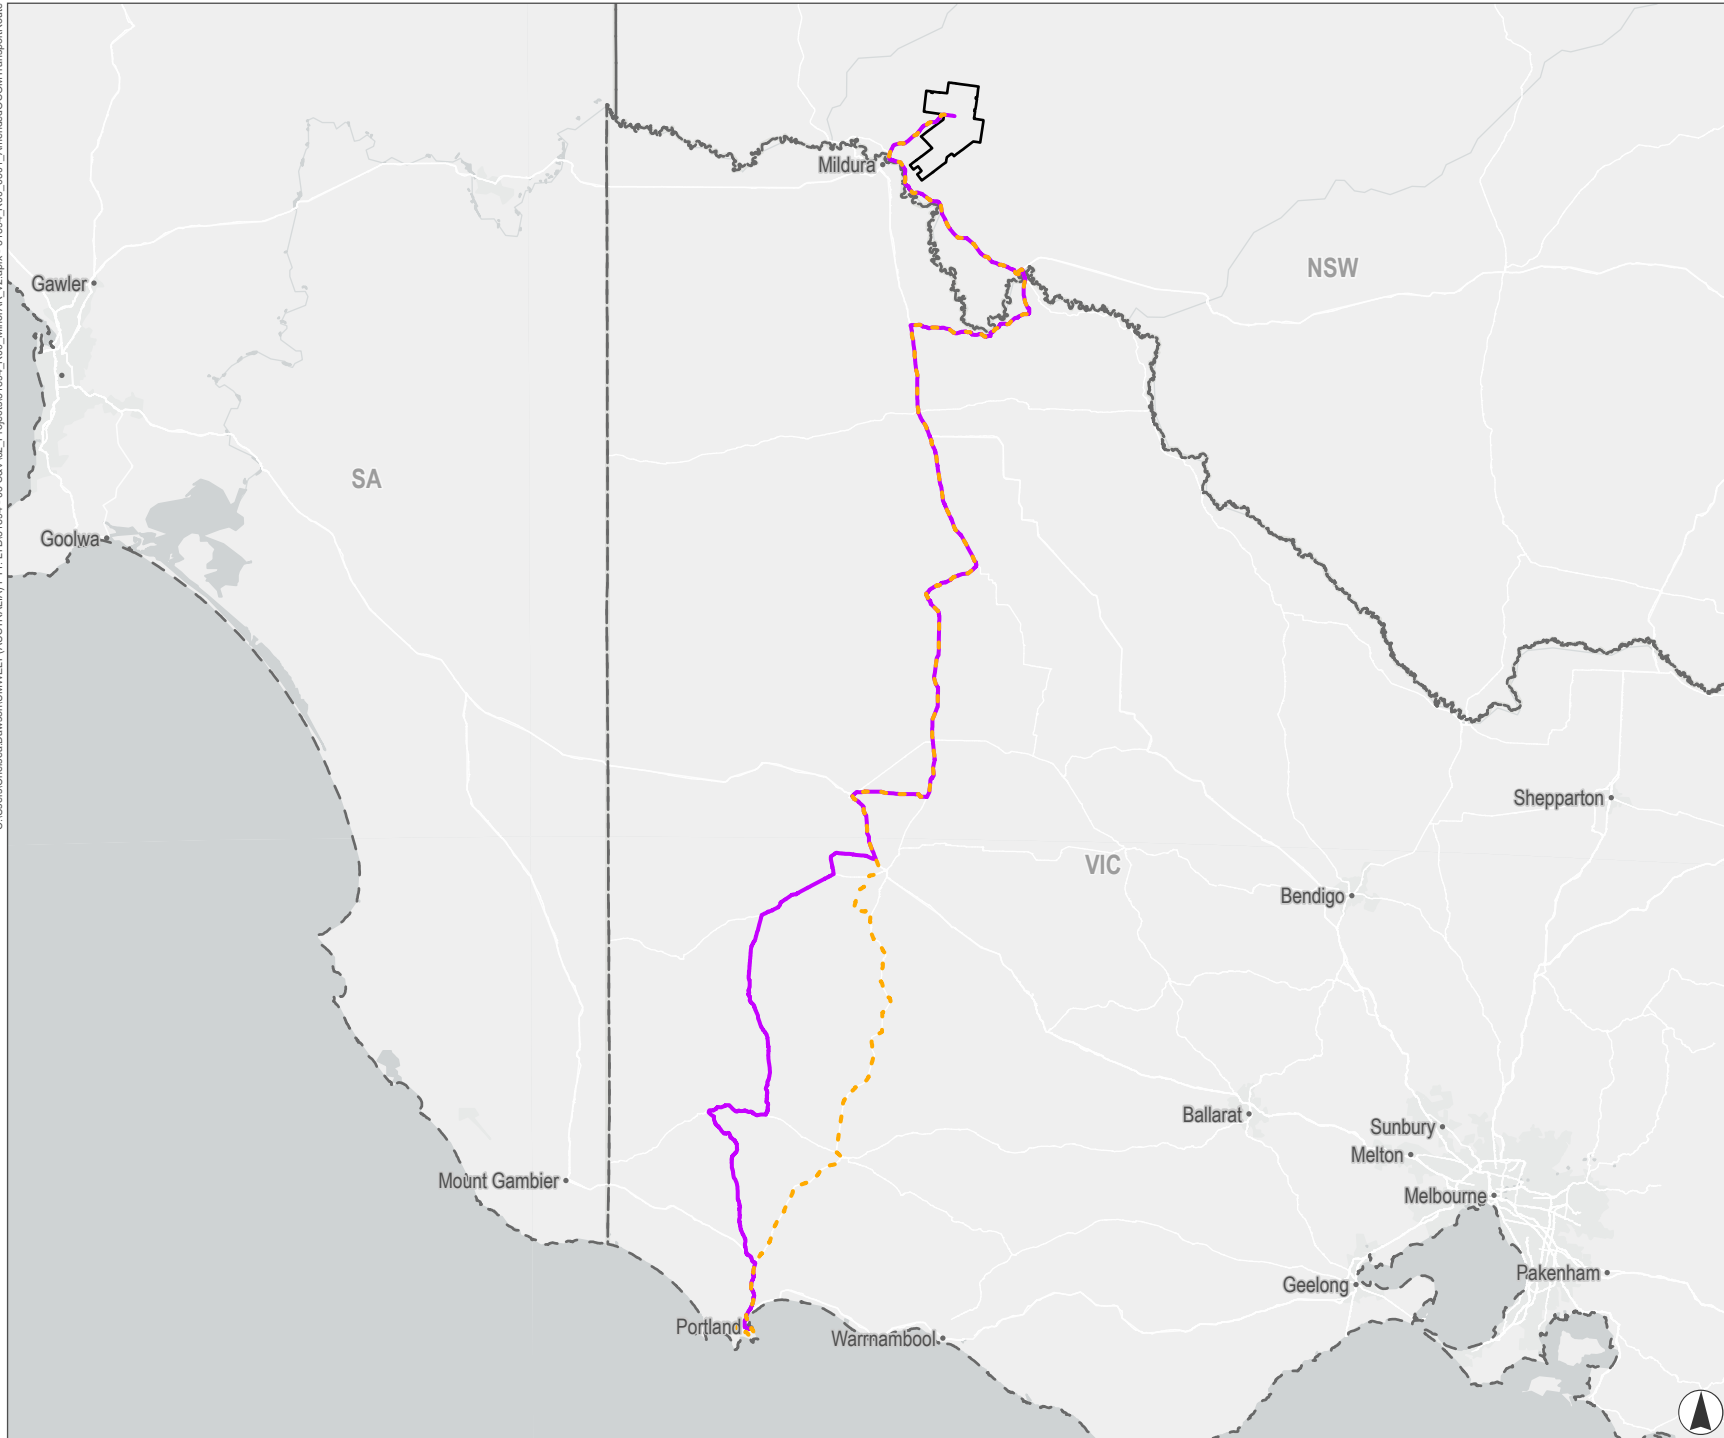 Mildura
NSW
Gawler
SA
Goolwa
Shepparton
VIC
Bendigo
Ballarat
Sunbury
Melton
Mount Gambier
Melbourne
Pakenham
Geelong
Portland
Warrnambool